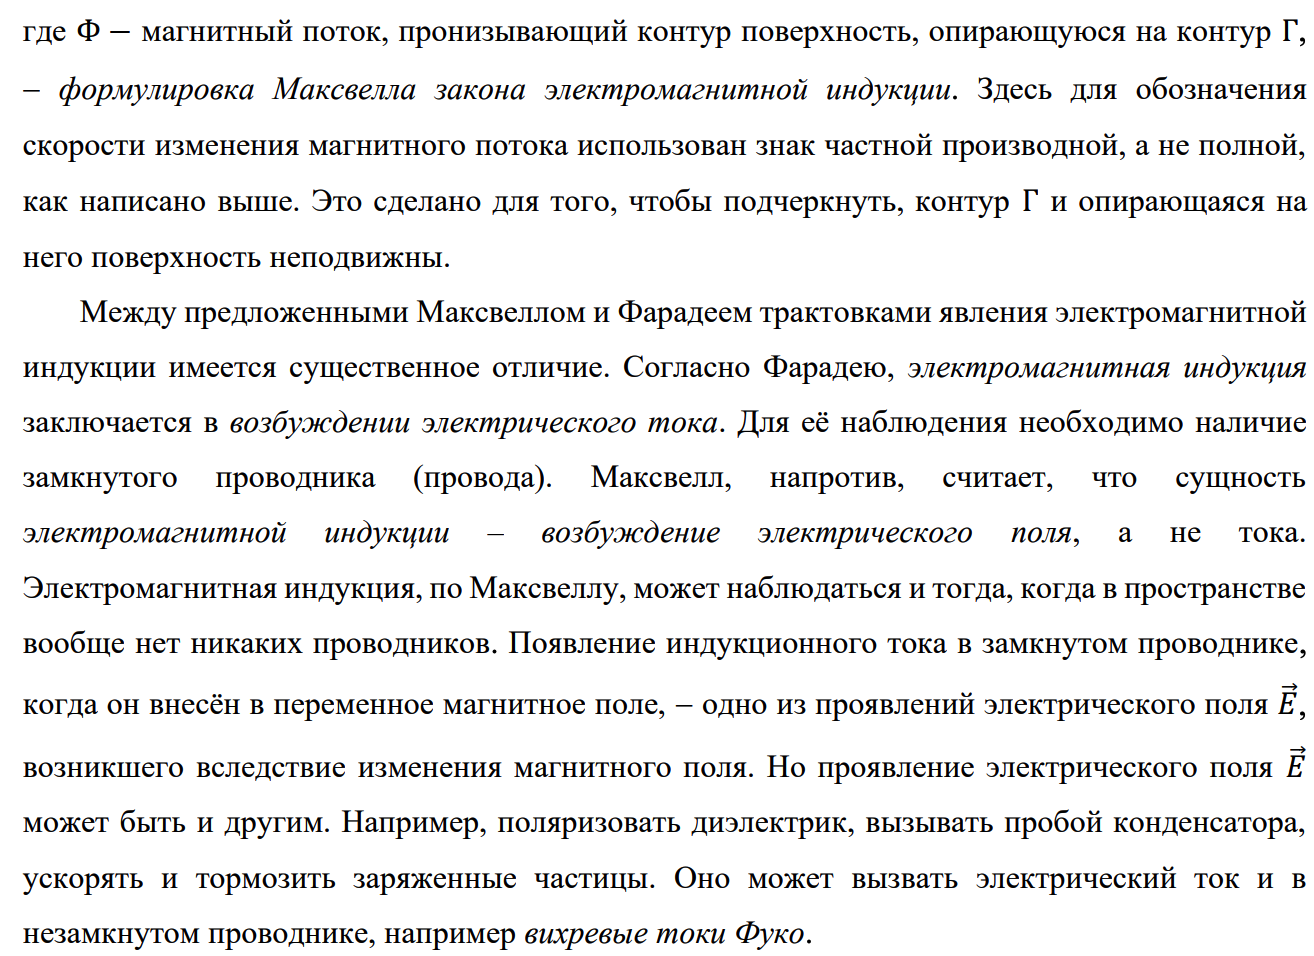 где Ф − магнитный поток, пронизывающий контур поверхность, опирающуюся на контур Γ,
− формулировка Максвелла закона электромагнитной индукции. Здесь для обозначения
скорости изменения магнитного потока использован знак частной производной, а не полной,
как написано выше. Это сделано для того, чтобы подчеркнуть, контур Γ и опирающаяся на
него поверхность неподвижны.
Между предложенными Максвеллом и Фарадеем трактовками явления электромагнитной
индукции имеется существенное отличие. Согласно Фарадею, электромагнитная индукция
заключается в возбуждении электрического тока. Для её наблюдения необходимо наличие
замкнутого проводника (провода). Максвелл, напротив, считает, что сущность
электромагнитной индукции – возбуждение электрического поля, а не тока.
Электромагнитная индукция, по Максвеллу, может наблюдаться и тогда, когда в пространстве
вообще нет никаких проводников. Появление индукционного тока в замкнутом проводнике,
когда он внесён в переменное магнитное поле, − одно из проявлений электрического поля E⃗,
возникшего вследствие изменения магнитного поля. Но проявление электрического поля E⃗
может быть и другим. Например, поляризовать диэлектрик, вызывать пробой конденсатора,
ускорять и тормозить заряженные частицы. Оно может вызвать электрический ток и в
незамкнутом проводнике, например вихревые токи Фуко.